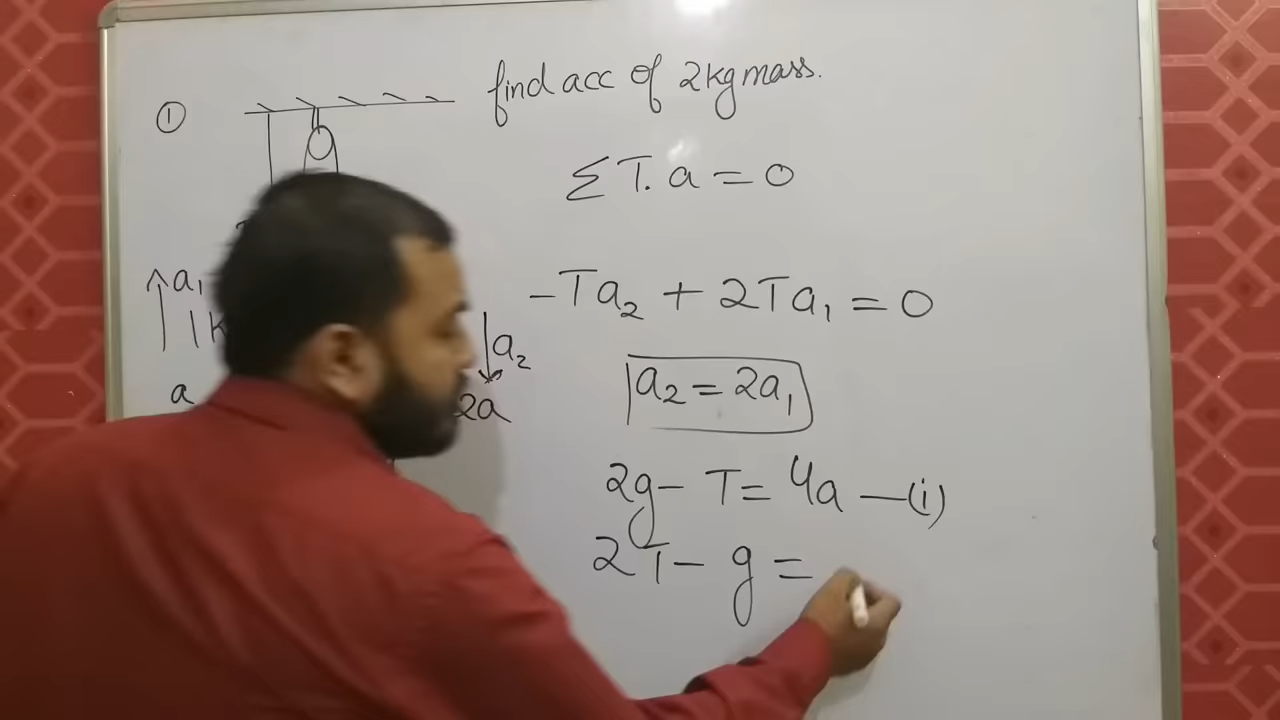 ① find acc of 2kg mass.
ΣT.a = 0
-Ta₂ + 2Ta₁ = 0
a₁
1k
a₂
a
2a
a₂ = 2a₁
2g - T = 4a —(i)
2T - g =